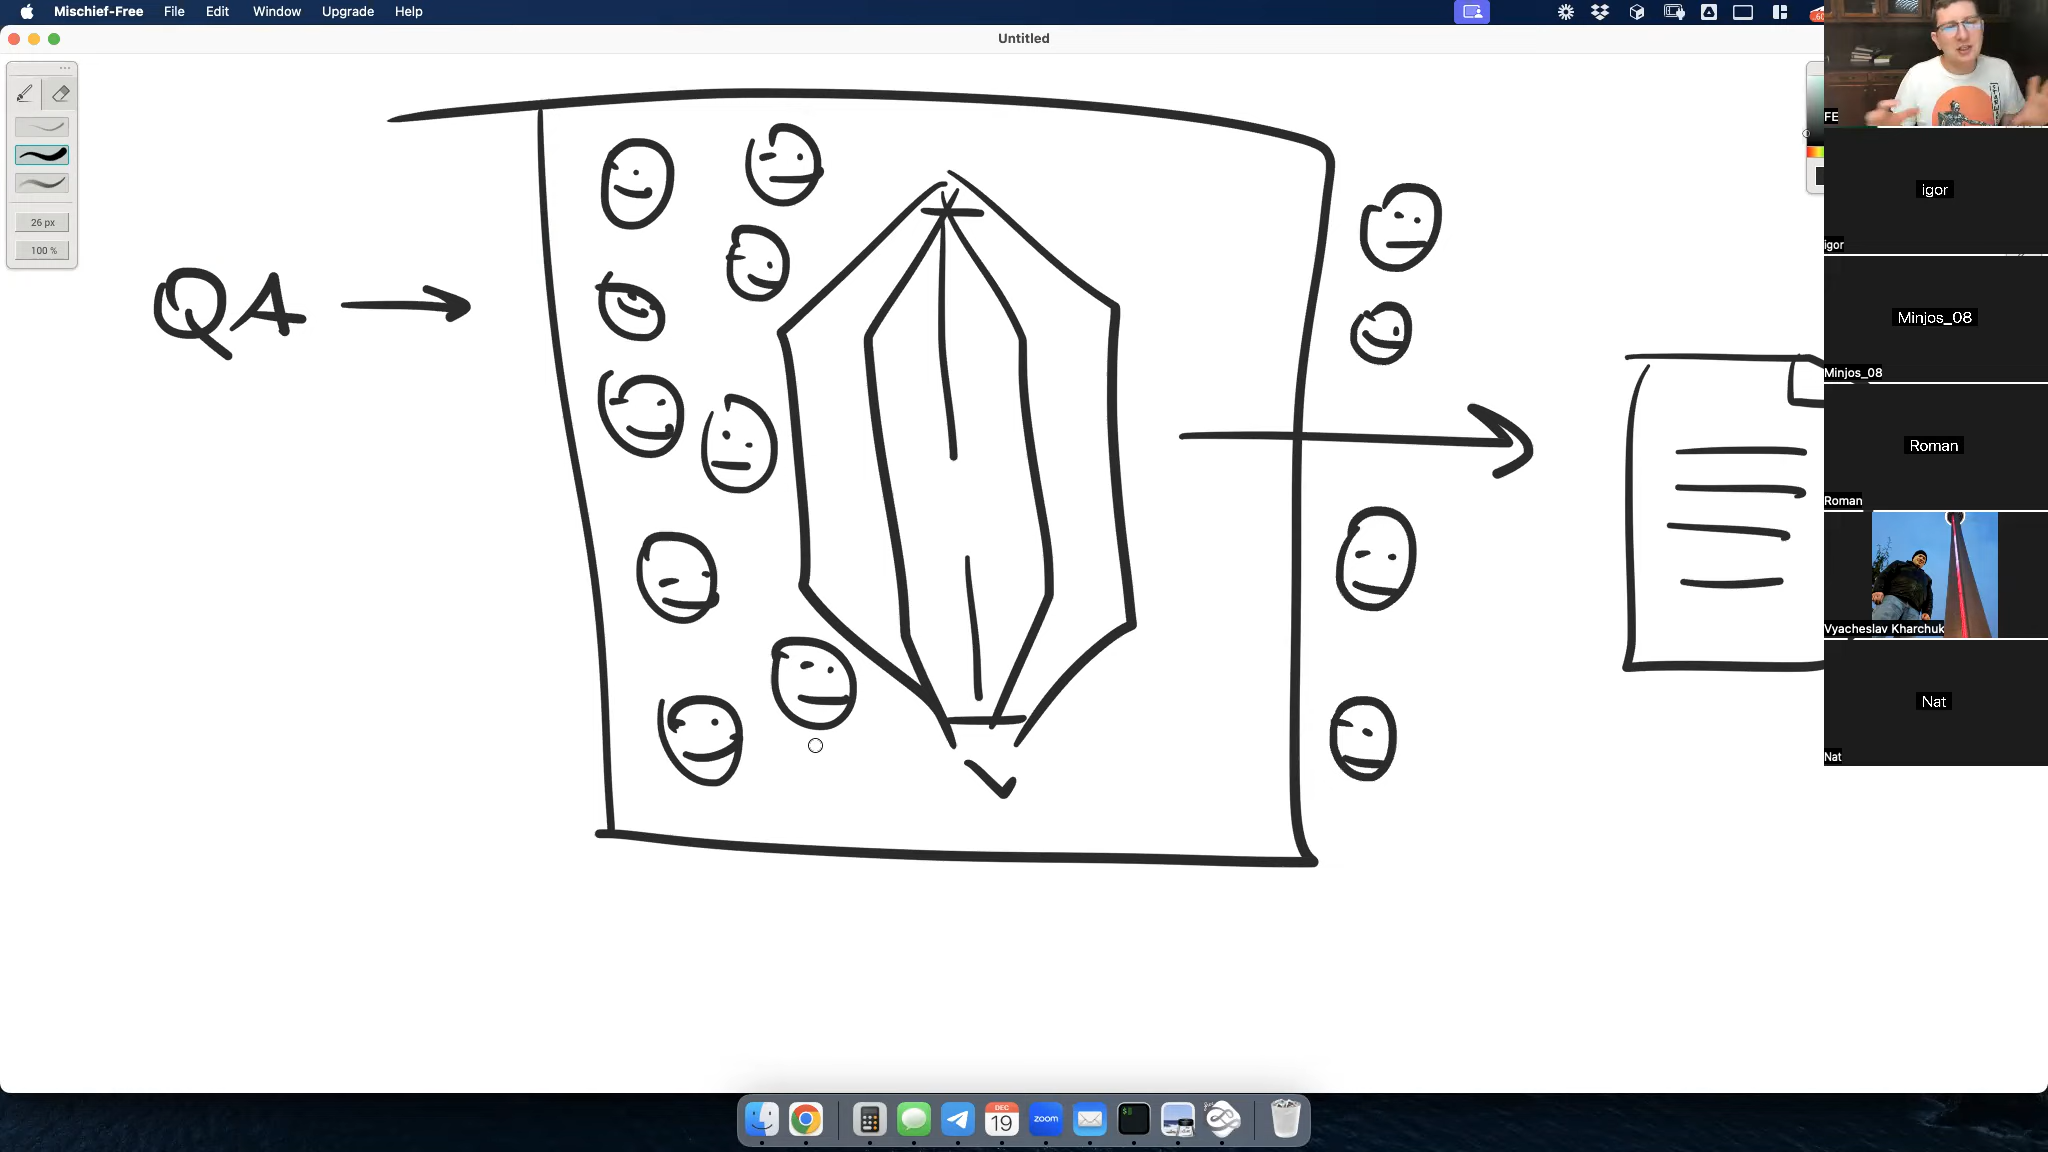 Mischief-Free File Edit Window Upgrade Help
Untitled
26 px
100 %
QA
FE
igor
igor
Minjos_08
Minjos_08
Roman
Roman
Vyacheslav Kharchuk
Nat
Nat
DEC
19
zoom